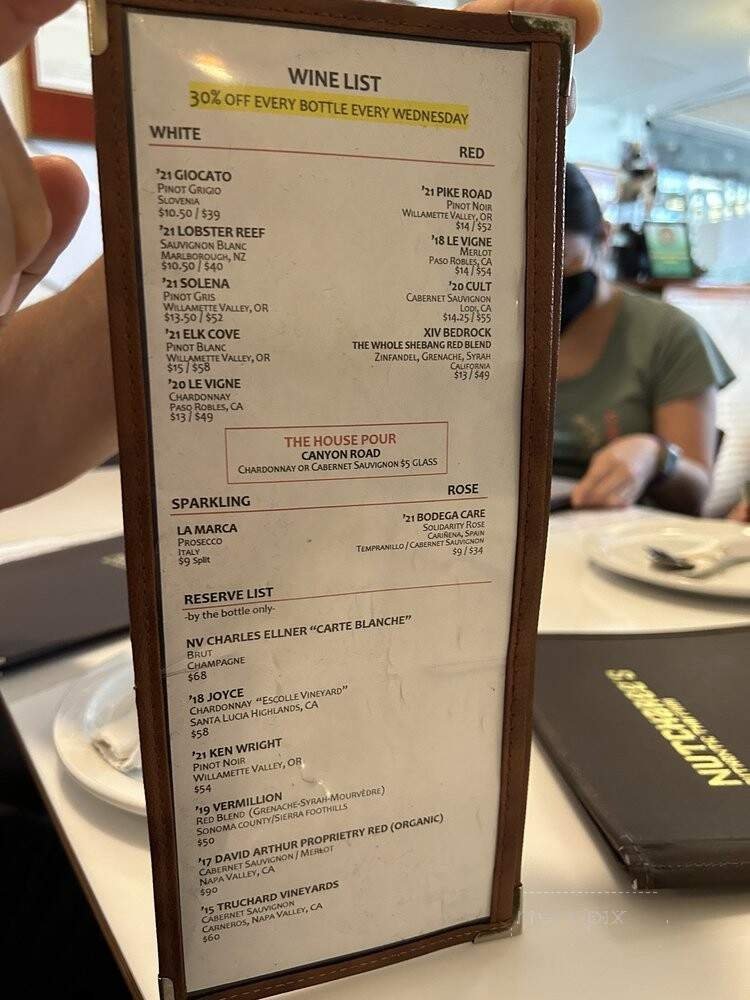 WINE LIST
30% OFF EVERY BOTTLE EVERY WEDNESDAY
WHITE
'21 GIOCATO
PINOT GRIGIO
SLOVENIA
$10.50 / $39
'21 LOBSTER REEF
SAUVIGNON BLANC
MARLBOROUGH, NZ
$10.50 / $40
'21 SOLENA
PINOT GRIS
WILLAMETTE VALLEY, OR
$13.50 / $52
'21 ELK COVE
PINOT BLANC
WILLAMETTE VALLEY, OR
$15 / $58
'20 LE VIGNE
CHARDONNAY
PASO ROBLES, CA
$13 / $49
RED
'21 PIKE ROAD
PINOT NOIR
WILLAMETTE VALLEY, OR
$14 / $52
'18 LE VIGNE
MERLOT
PASO ROBLES, CA
$14 / $54
'20 CULT
CABERNET SAUVIGNON
LODI, CA
$14.25 / $55
XIV BEDROCK
THE WHOLE SHEBANG RED BLEND
ZINFANDEL, GRENACHE, SYRAH
CALIFORNIA
$13 / $49
THE HOUSE POUR
CANYON ROAD
CHARDONNAY OR CABERNET SAUVIGNON $5 GLASS
SPARKLING
LA MARCA
PROSECCO
ITALY
$9 Split
ROSE
'21 BODEGA CARE
SOLIDARITY ROSE
CARIÑENA, SPAIN
TEMPRANILLO / CABERNET SAUVIGNON
$9 / $34
RESERVE LIST
-by the bottle only-
NV CHARLES ELLNER “CARTE BLANCHE”
BRUT
CHAMPAGNE
$68
'18 JOYCE
CHARDONNAY “ESCOLLE VINEYARD”
SANTA LUCIA HIGHLANDS, CA
$58
'21 KEN WRIGHT
PINOT NOIR
WILLAMETTE VALLEY, OR
$54
'19 VERMILLION
RED BLEND (GRENACHE-SYRAH-MOURVÈDRE)
SONOMA COUNTY/SIERRA FOOTHILLS
$50
'17 DAVID ARTHUR PROPRIETRY RED (ORGANIC)
CABERNET SAUVIGNON / MERLOT
NAPA VALLEY, CA
$90
'15 TRUCHARD VINEYARDS
CABERNET SAUVIGNON
CARNEROS, NAPA VALLEY, CA
$60